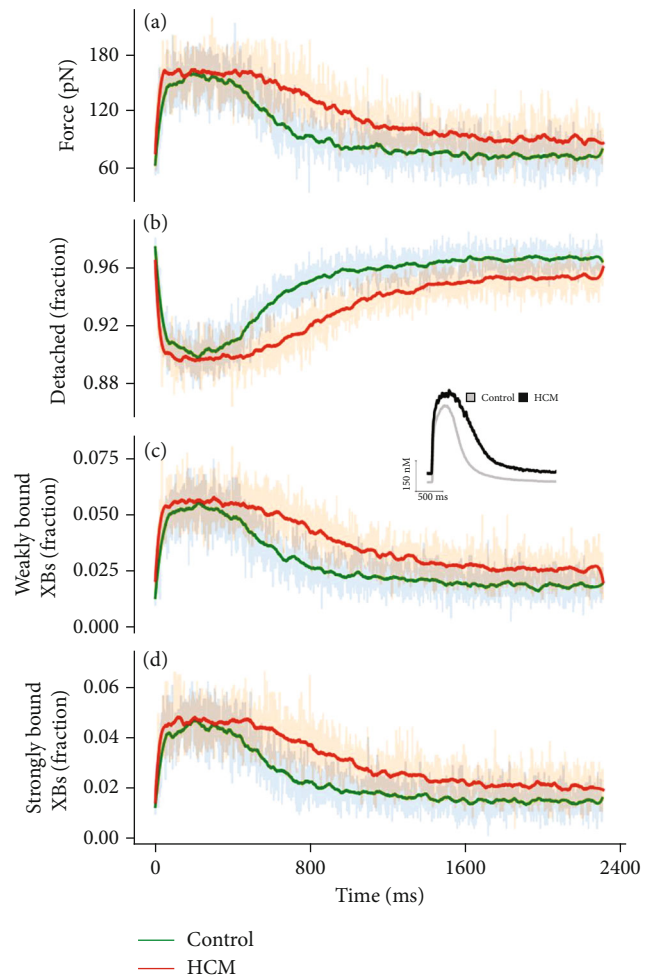 (a)
Force (pN)
180
120
60
(b)
Detached (fraction)
0.96
0.92
0.88
Control HCM
150 nM
500 ms
(c)
Weakly bound
XBs (fraction)
0.075
0.050
0.025
0.000
(d)
Strongly bound
XBs (fraction)
0.06
0.04
0.02
0.00
0 800 1600 2400
Time (ms)
Control
HCM